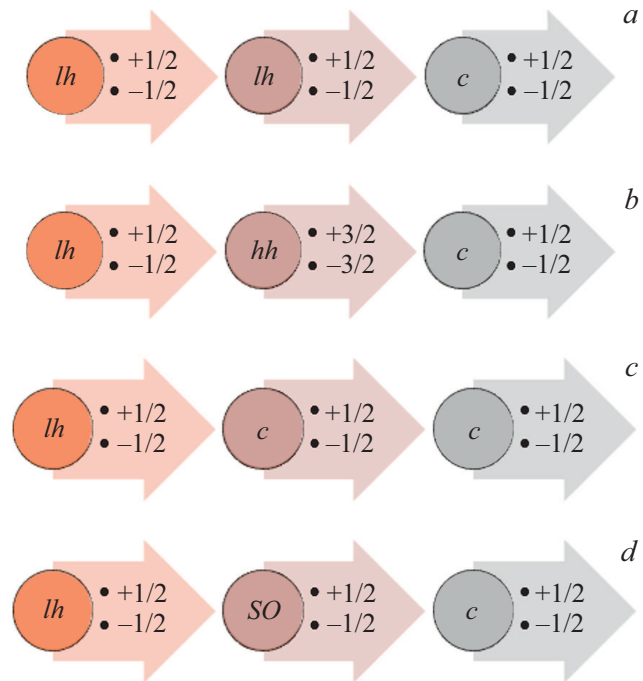 a
lh • +1/2 lh • +1/2 c • +1/2
• –1/2 • –1/2 • –1/2
b
lh • +1/2 hh • +3/2 c • +1/2
• –1/2 • –3/2 • –1/2
c
lh • +1/2 c • +1/2 c • +1/2
• –1/2 • –1/2 • –1/2
d
lh • +1/2 SO • +1/2 c • +1/2
• –1/2 • –1/2 • –1/2